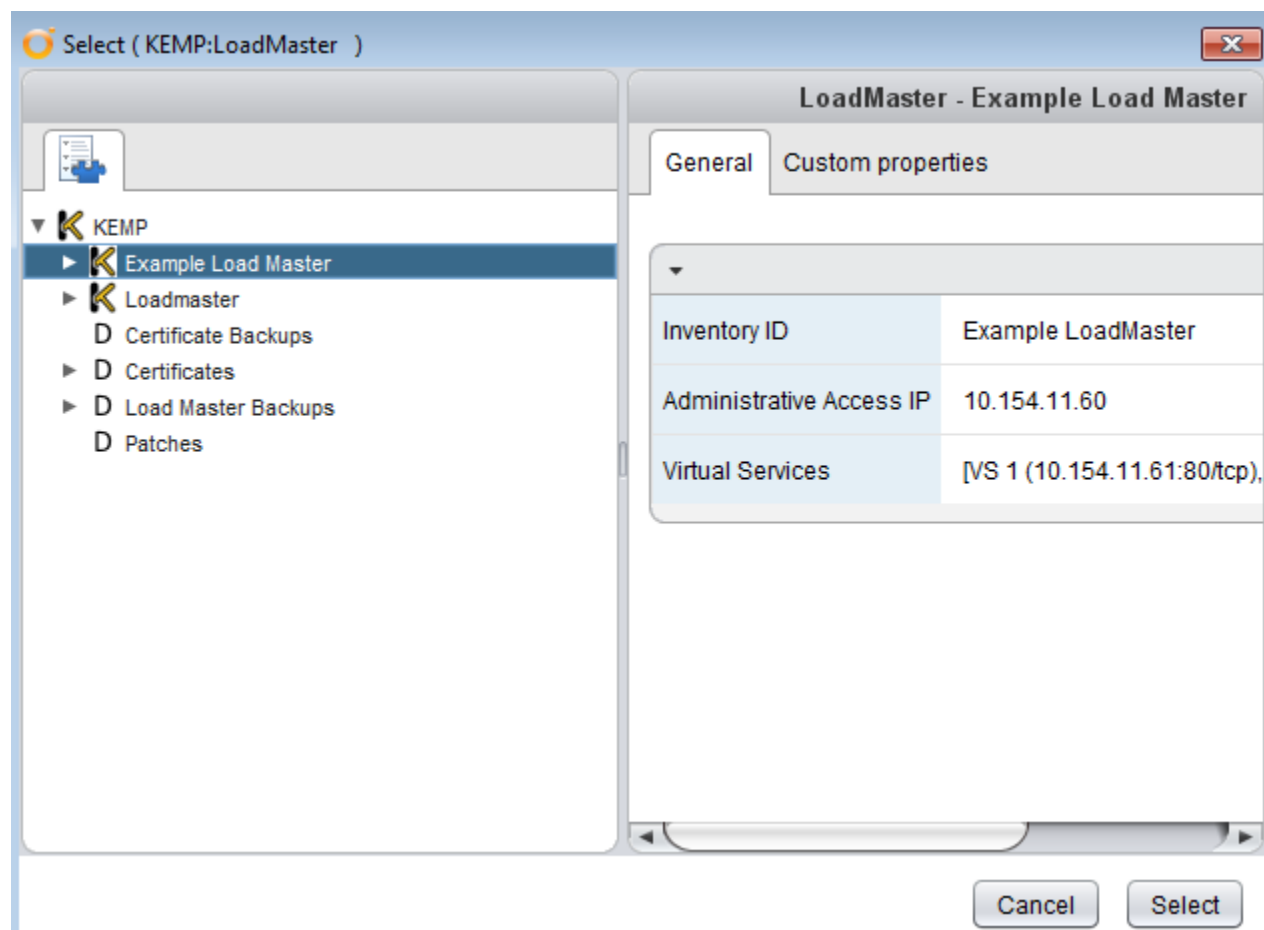 Select ( KEMP:LoadMaster )
LoadMaster - Example Load Master
General Custom properties
KEMP
Example Load Master
Loadmaster
D Certificate Backups
D Certificates
D Load Master Backups
D Patches
Inventory ID Example LoadMaster
Administrative Access IP 10.154.11.60
Virtual Services [VS 1 (10.154.11.61:80/tcp),
Cancel Select